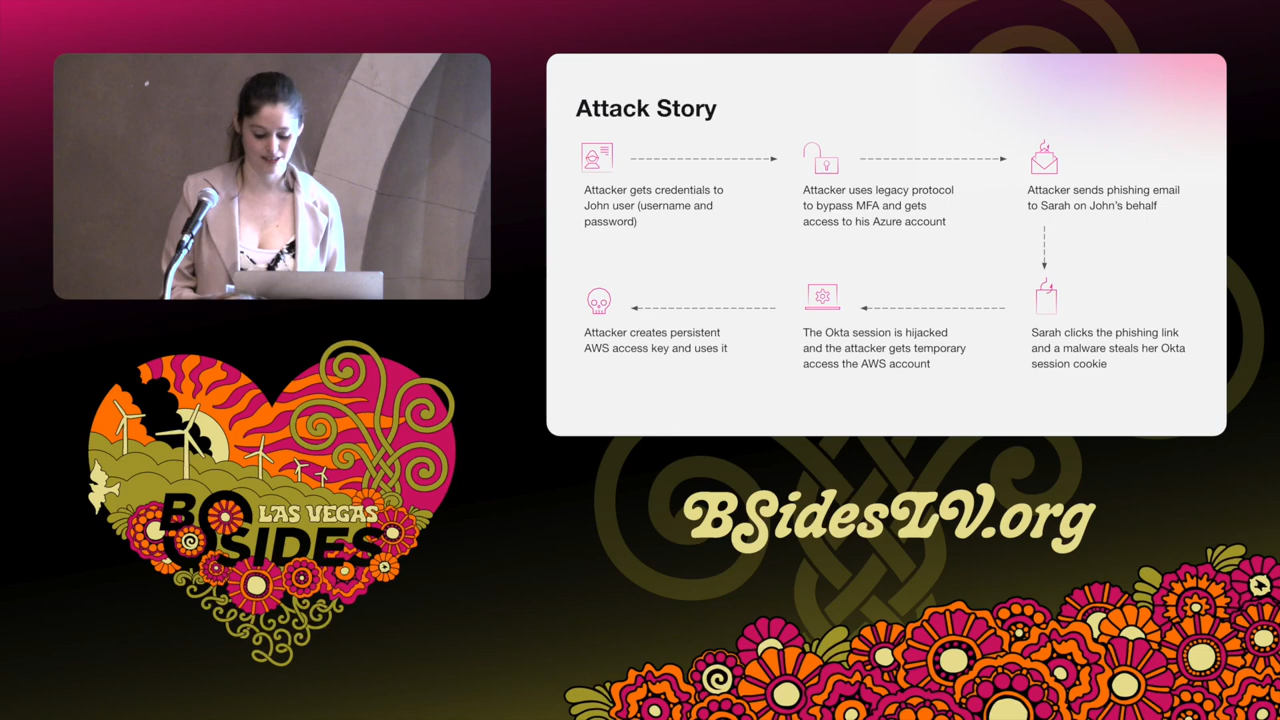 Attack Story
Attacker gets credentials to
John user (username and
password)
Attacker uses legacy protocol
to bypass MFA and gets
access to his Azure account
Attacker sends phishing email
to Sarah on John's behalf
Sarah clicks the phishing link
and a malware steals her Okta
session cookie
The Okta session is hijacked
and the attacker gets temporary
access the AWS account
Attacker creates persistent
AWS access key and uses it
LAS VEGAS
SIDES
BSidesLV.org